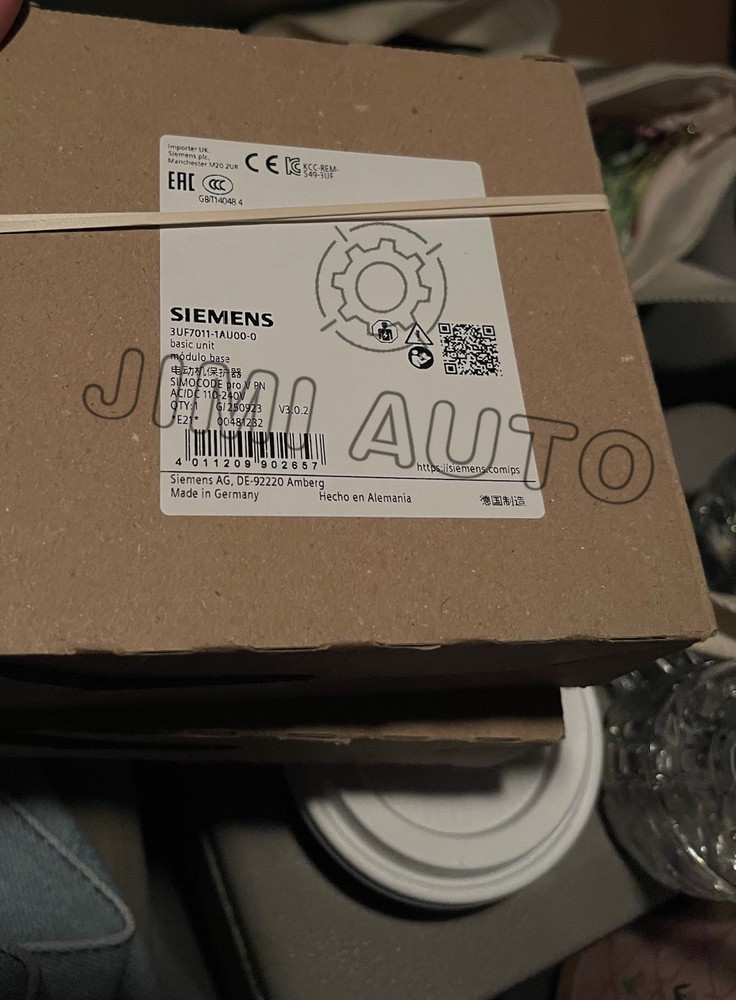 Importer UK:
Siemens plc,
Manchester M20 2UR
CE KCC-REM-
S49-3UF
EAC CCC
GB/T14048.4
SIEMENS
3UF7011-1AU00-0
basic unit
módulo base
电动机保护器
SIMOCODE pro V PN
AC/DC 110-240V
QTY:1 G/250923 V3.0.2
*E21* 00481232
4 011209 902657
https://siemens.com/ps
Siemens AG, DE-92220 Amberg
Made in Germany Hecho en Alemania 德国制造
JIMI AUTO